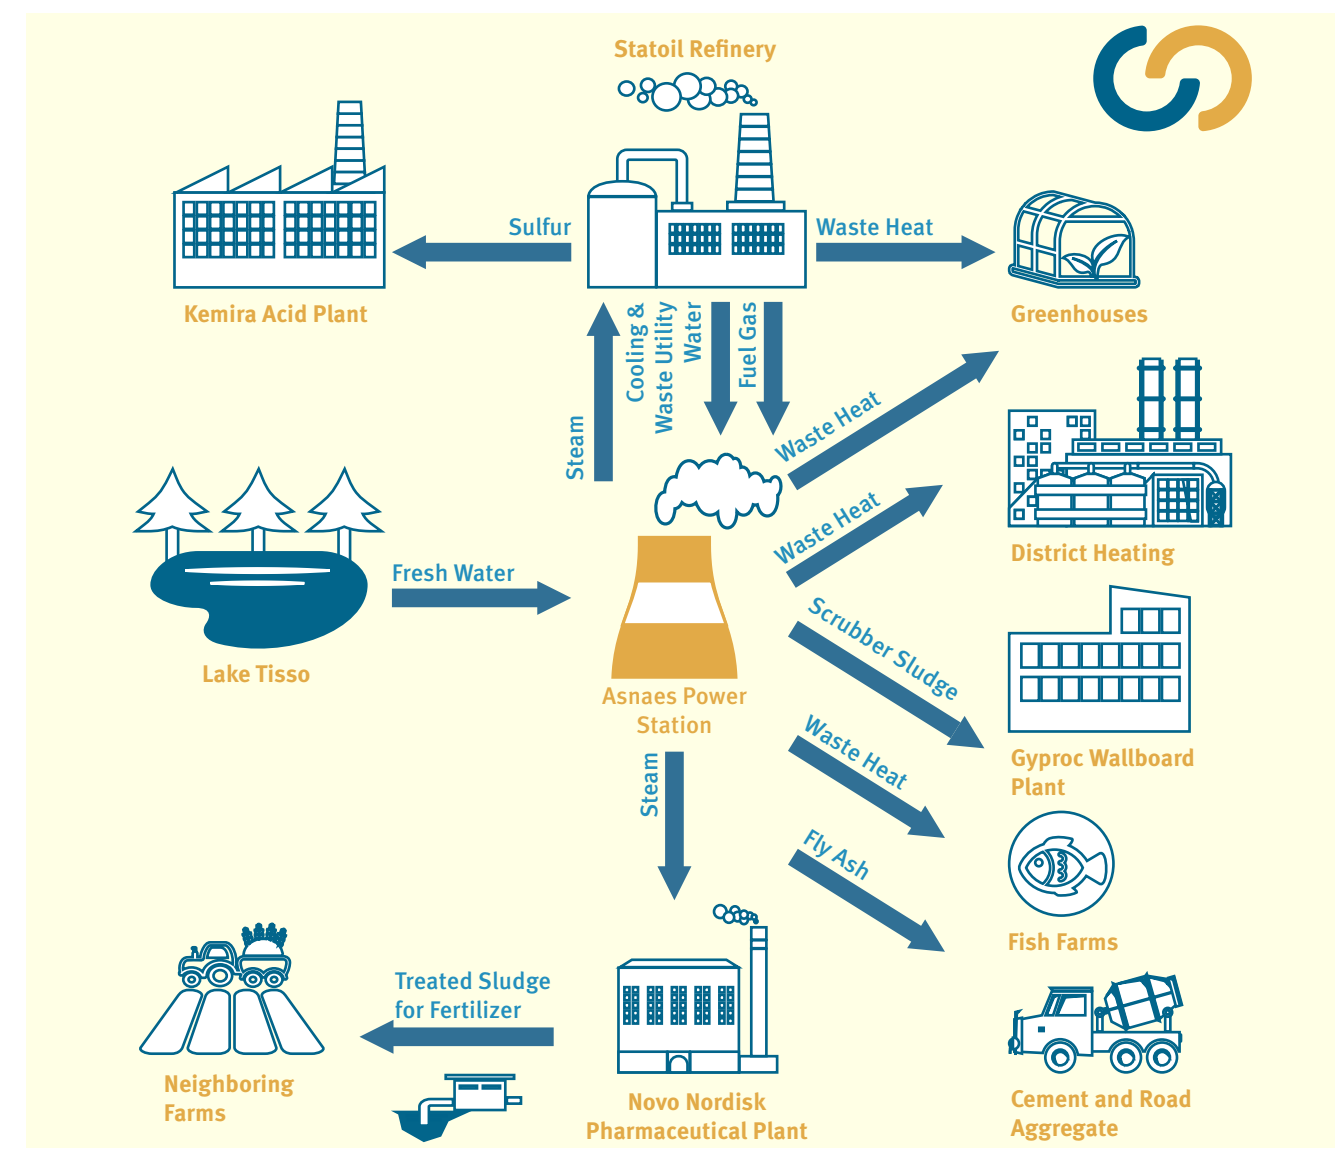 Statoil Refinery
Sulfur
Waste Heat
Kemira Acid Plant
Greenhouses
Steam
Cooling &
Waste Utility
Water
Fuel Gas
Waste Heat
Waste Heat
District Heating
Fresh Water
Lake Tisso
Scrubber Sludge
Asnaes Power
Station
Gyproc Wallboard
Plant
Steam
Waste Heat
Fly Ash
Fish Farms
Treated Sludge
for Fertilizer
Neighboring
Farms
Novo Nordisk
Pharmaceutical Plant
Cement and Road
Aggregate